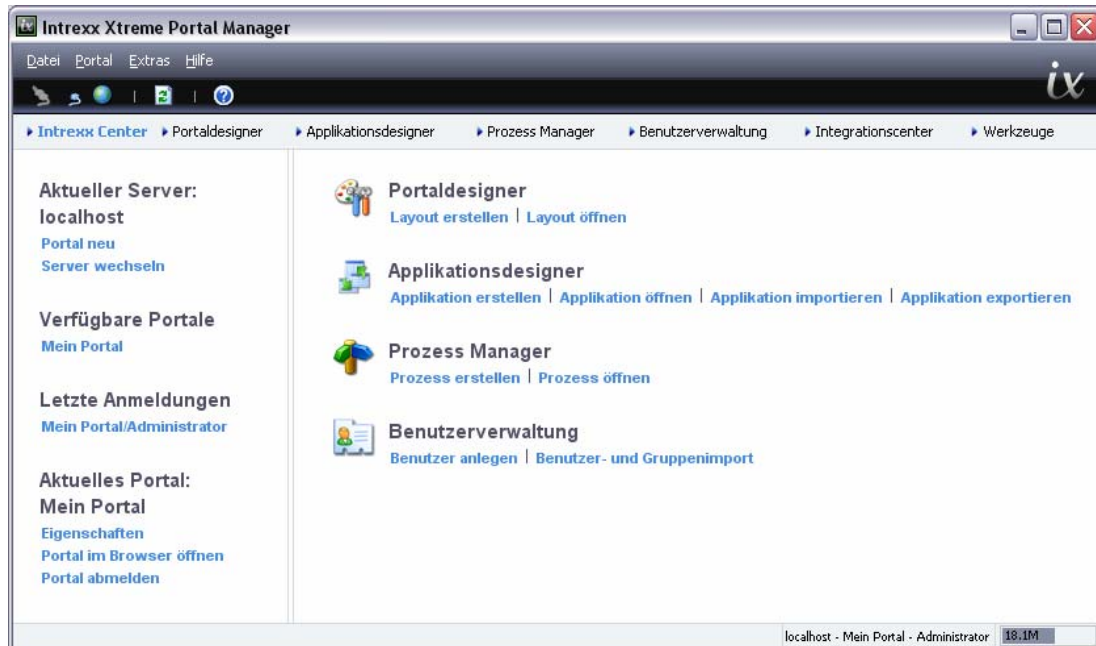 Intrexx Xtreme Portal Manager
Datei Portal Extras Hilfe
ix
Intrexx Center Portaldesigner Applikationsdesigner Prozess Manager Benutzerverwaltung Integrationscenter Werkzeuge
Aktueller Server:
localhost
Portal neu
Server wechseln
Verfügbare Portale
Mein Portal
Letzte Anmeldungen
Mein Portal/Administrator
Aktuelles Portal:
Mein Portal
Eigenschaften
Portal im Browser öffnen
Portal abmelden
Portaldesigner
Layout erstellen | Layout öffnen
Applikationsdesigner
Applikation erstellen | Applikation öffnen | Applikation importieren | Applikation exportieren
Prozess Manager
Prozess erstellen | Prozess öffnen
Benutzerverwaltung
Benutzer anlegen | Benutzer- und Gruppenimport
localhost - Mein Portal - Administrator 18.1M